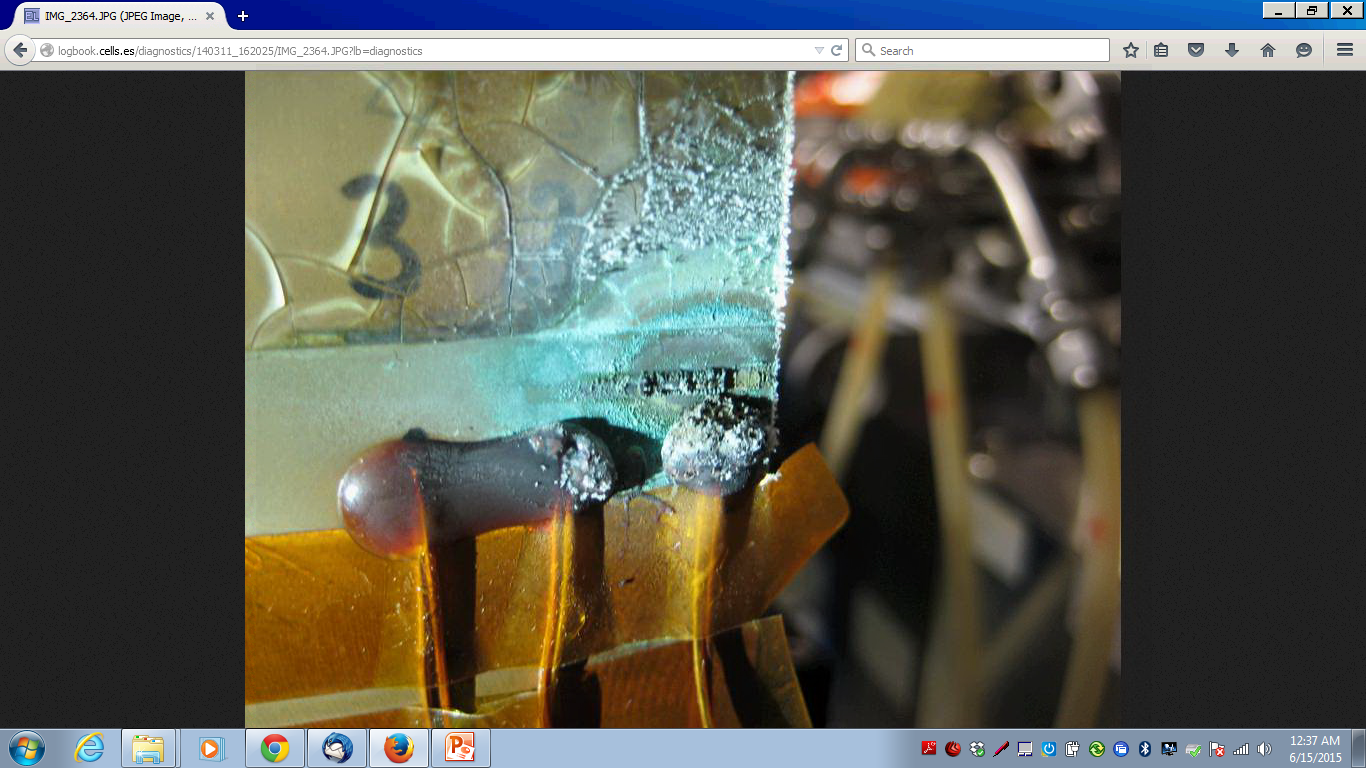 IMG_2364.JPG (JPEG Image, ...
logbook.cells.es/diagnostics/140311_162025/IMG_2364.JPG?lb=diagnostics
Search
3
12:37 AM
6/15/2015